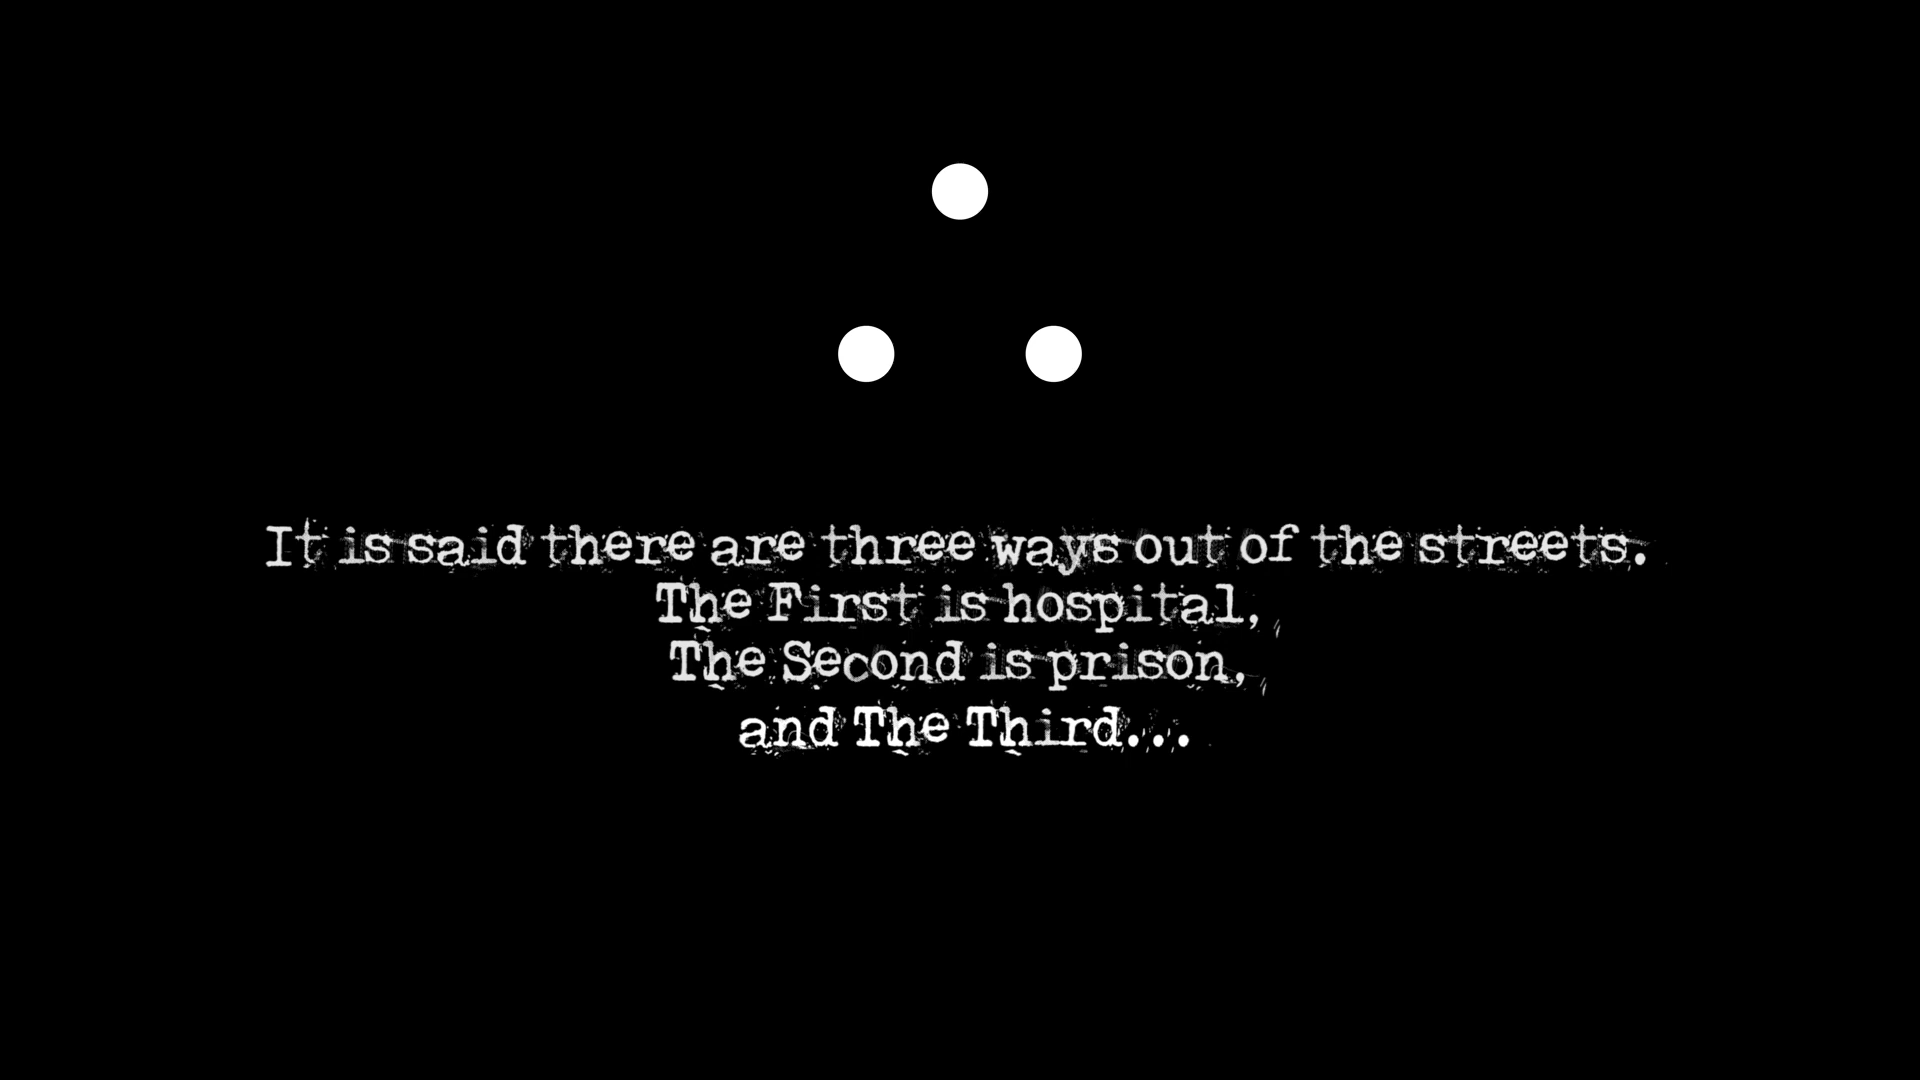 It is said there are three ways out of the streets.
The First is hospital,
The Second is prison,
and The Third...